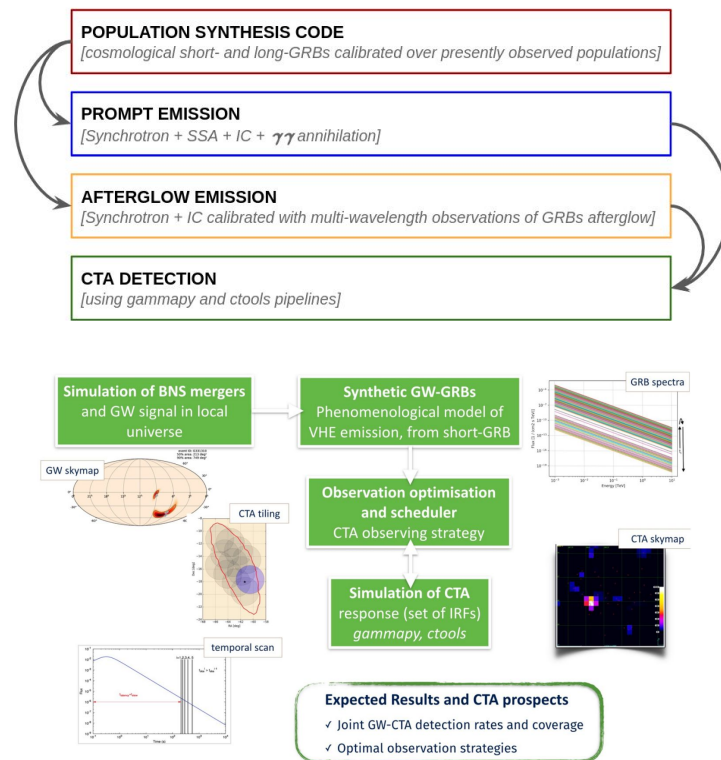 POPULATION SYNTHESIS CODE
[cosmological short- and long-GRBs calibrated over presently observed populations]
PROMPT EMISSION
[Synchrotron + SSA + IC + γγ annihilation]
AFTERGLOW EMISSION
[Synchrotron + IC calibrated with multi-wavelength observations of GRBs afterglow]
CTA DETECTION
[using gammapy and ctools pipelines]
Simulation of BNS mergers
and GW signal in local
universe
Synthetic GW-GRBs
Phenomenological model of
VHE emission, from short-GRB
GRB spectra
Energy [TeV]
GW skymap
CTA tiling
Observation optimisation
and scheduler
CTA observing strategy
CTA skymap
Simulation of CTA
response (set of IRFs)
gammapy, ctools
temporal scan
Time (s)
Expected Results and CTA prospects
✓ Joint GW-CTA detection rates and coverage
✓ Optimal observation strategies